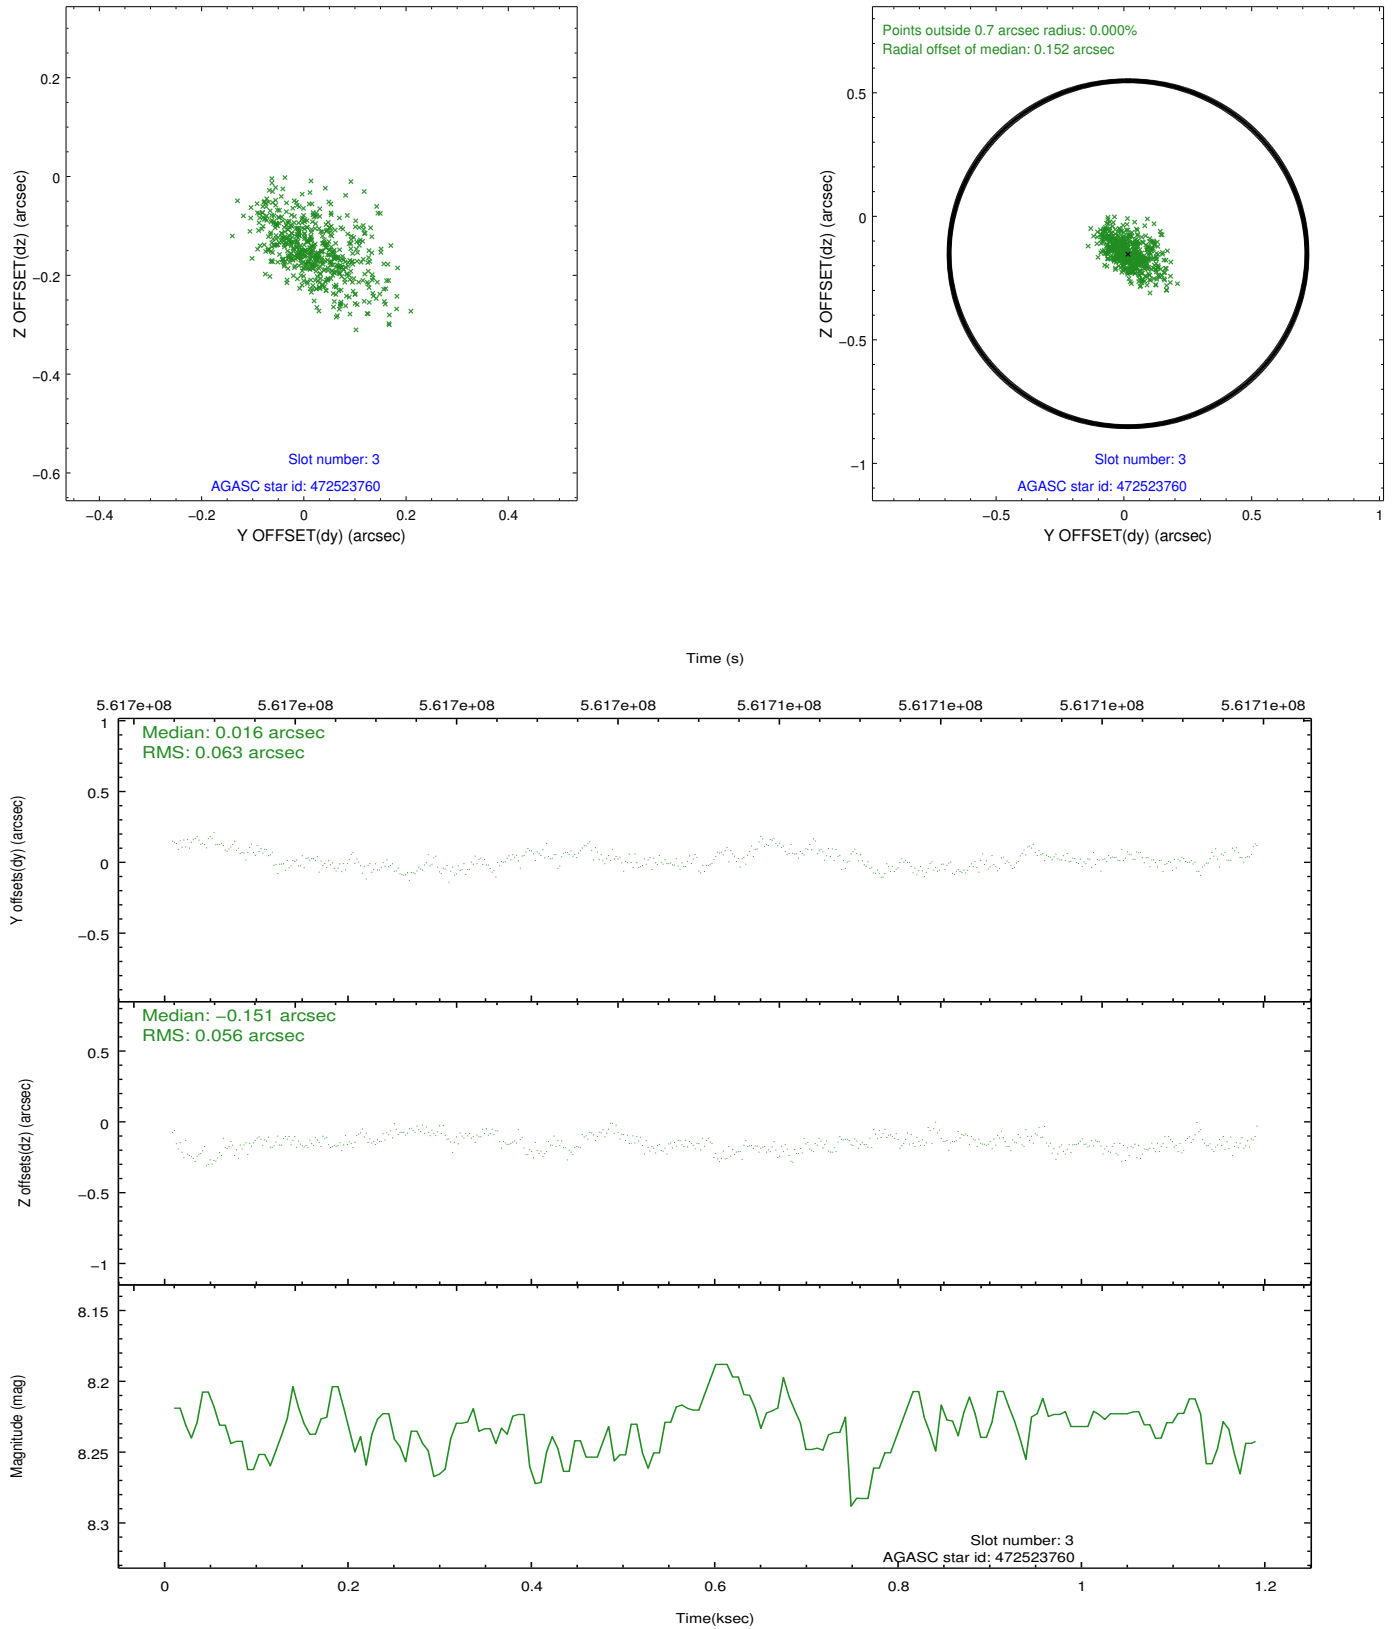 0.2
0
−0.2
−0.4
−0.6
−0.4
−0.2
0
0.2
0.4
Z OFFSET(dz) (arcsec)
Y OFFSET(dy) (arcsec)
Slot number: 3
AGASC star id: 472523760
Points outside 0.7 arcsec radius: 0.000%
Radial offset of median: 0.152 arcsec
0.5
0
−0.5
−1
−0.5
0
0.5
1
Z OFFSET(dz) (arcsec)
Y OFFSET(dy) (arcsec)
Slot number: 3
AGASC star id: 472523760
Time (s)
5.617e+08
5.617e+08
5.617e+08
5.617e+08
5.6171e+08
5.6171e+08
5.6171e+08
5.6171e+08
Median: 0.016 arcsec
RMS: 0.063 arcsec
1
0.5
0
−0.5
Y offsets(dy) (arcsec)
Median: −0.151 arcsec
RMS: 0.056 arcsec
0.5
0
−0.5
−1
Z offsets(dz) (arcsec)
8.15
8.2
8.25
8.3
Magnitude (mag)
Slot number: 3
AGASC star id: 472523760
0
0.2
0.4
0.6
0.8
1
1.2
Time(ksec)